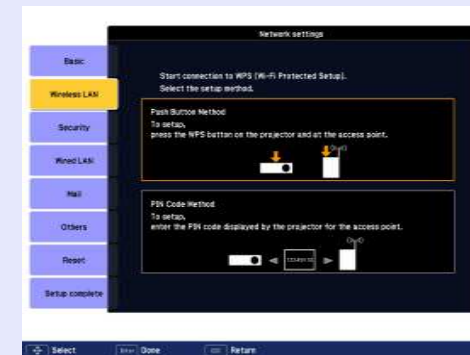 Network settings
Basic
Wireless LAN
Security
Wired LAN
Mail
Others
Reset
Setup complete
Start connection to WPS (Wi-Fi Protected Setup).
Select the setup method.
Push Button Method
To setup,
press the WPS button on the projector and at the access point.
PIN Code Method
To setup,
enter the PIN code displayed by the projector for the access point.
Select Enter Done Return